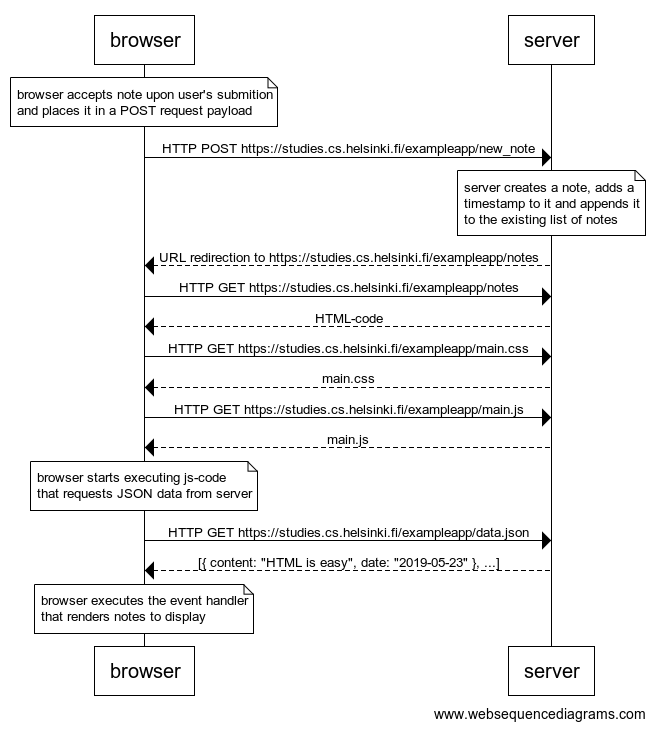 browser
server
browser accepts note upon user's submition
and places it in a POST request payload
HTTP POST https://studies.cs.helsinki.fi/exampleapp/new_note
server creates a note, adds a
timestamp to it and appends it
to the existing list of notes
URL redirection to https://studies.cs.helsinki.fi/exampleapp/notes
HTTP GET https://studies.cs.helsinki.fi/exampleapp/notes
HTML-code
HTTP GET https://studies.cs.helsinki.fi/exampleapp/main.css
main.css
HTTP GET https://studies.cs.helsinki.fi/exampleapp/main.js
main.js
browser starts executing js-code
that requests JSON data from server
HTTP GET https://studies.cs.helsinki.fi/exampleapp/data.json
[{ content: "HTML is easy", date: "2019-05-23" }, ...]
browser executes the event handler
that renders notes to display
browser
server
www.websequencediagrams.com